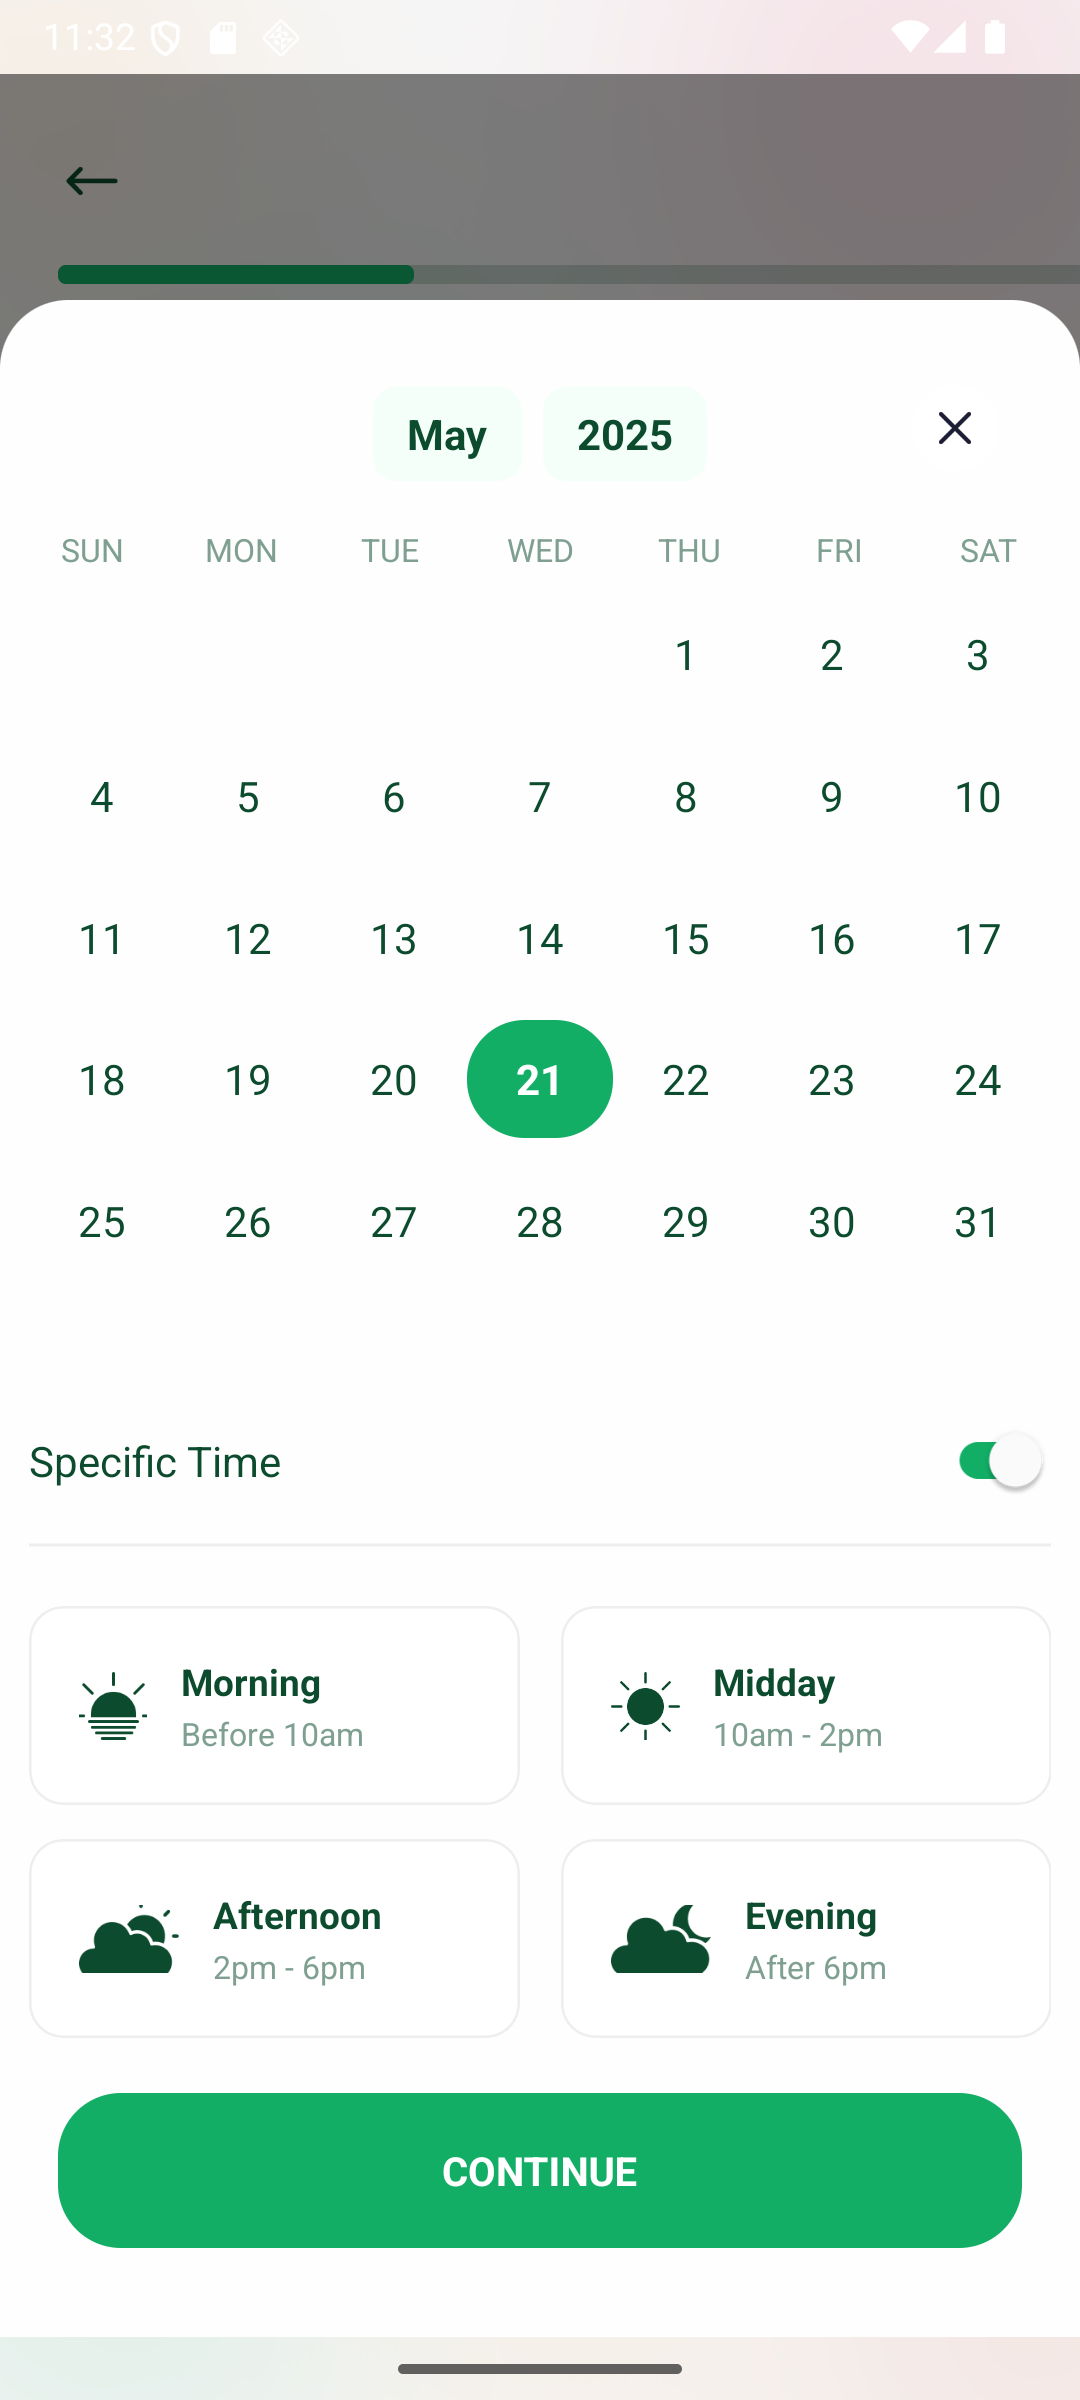 11:32
May 2025
SUN MON TUE WED THU FRI SAT
1 2 3
4 5 6 7 8 9 10
11 12 13 14 15 16 17
18 19 20 21 22 23 24
25 26 27 28 29 30 31
Specific Time
Morning
Before 10am
Midday
10am - 2pm
Afternoon
2pm - 6pm
Evening
After 6pm
CONTINUE